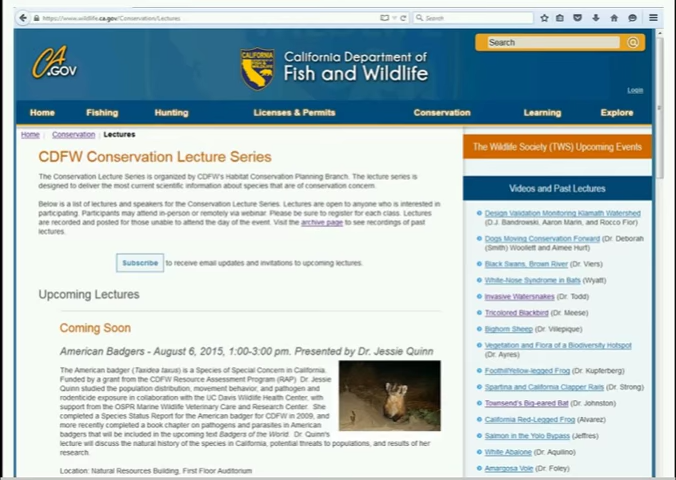 https://www.wildlife.ca.gov/Conservation/Lectures
Search
CA.GOV
California Department of
Fish and Wildlife
Search
Login
Home Fishing Hunting Licenses & Permits Conservation Learning Explore
Home | Conservation | Lectures
CDFW Conservation Lecture Series
The Conservation Lecture Series is organized by CDFW's Habitat Conservation Planning Branch. The lecture series is
designed to deliver the most current scientific information about species that are of conservation concern.
Below is a list of lectures and speakers for the Conservation Lecture Series. Lectures are open to anyone who is interested in
participating. Participants may attend in-person or remotely via webinar. Please be sure to register for each class. Lectures
are recorded and posted for those unable to attend the day of the event. Visit the archive page to see recordings of past
lectures.
Subscribe to receive email updates and invitations to upcoming lectures.
Upcoming Lectures
Coming Soon
American Badgers - August 6, 2015, 1:00-3:00 pm. Presented by Dr. Jessie Quinn
The American badger (Taxidea taxus) is a Species of Special Concern in California.
Funded by a grant from the CDFW Resource Assessment Program (RAP). Dr. Jessie
Quinn studied the population distribution, movement behavior, and pathogen and
rodenticide exposure in collaboration with the UC Davis Wildlife Health Center, with
support from the OSPR Marine Wildlife Veterinary Care and Research Center. She
completed a Species Status Report for the American badger for CDFW in 2009, and
more recently completed a book chapter on pathogens and parasites in American
badgers that will be included in the upcoming text Badgers of the World. Dr. Quinn's
lecture will discuss the natural history of the species in California, potential threats to populations, and results of her
research.
Location: Natural Resources Building, First Floor Auditorium
The Wildlife Society (TWS) Upcoming Events
Videos and Past Lectures
Design Validation Monitoring Klamath Watershed
(D.J. Bandrowski, Aaron Marin, and Rocco Fior)
Dogs Moving Conservation Forward (Dr. Deborah
(Smith) Woollett and Aimee Hurt)
Black Swans, Brown River (Dr. Viers)
White-Nose Syndrome in Bats (Wyatt)
Invasive Watersnakes (Dr. Todd)
Tricolored Blackbird (Dr. Meese)
Bighorn Sheep (Dr. Villepique)
Vegetation and Flora of a Biodiversity Hotspot
(Dr. Ayres)
Foothill Yellow-legged Frog (Dr. Kupferberg)
Spartina and California Clapper Rails (Dr. Strong)
Townsend's Big-eared Bat (Dr. Johnston)
California Red-Legged Frog (Alvarez)
Salmon in the Yolo Bypass (Jeffres)
White Abalone (Dr. Aquilino)
Amargosa Vole (Dr. Foley)